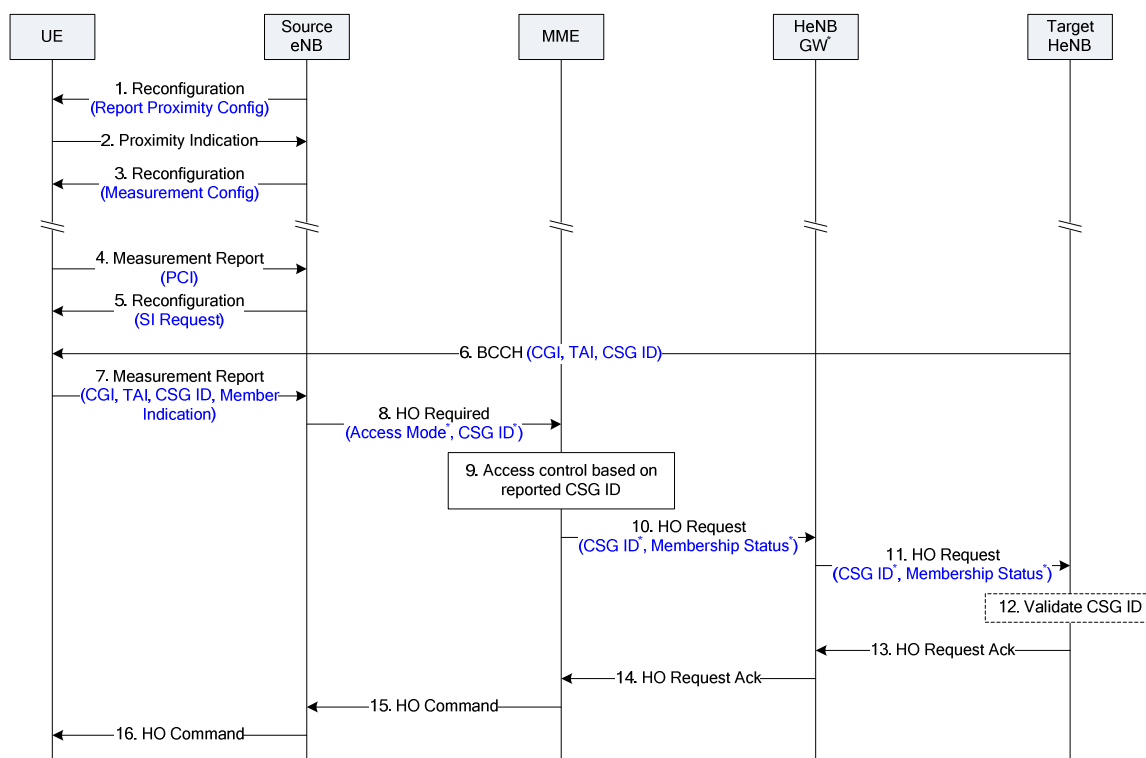 UE
Source
eNB
MME
HeNB
GW*
Target
HeNB
1. Reconfiguration
(Report Proximity Config)
2. Proximity Indication
3. Reconfiguration
(Measurement Config)
4. Measurement Report
(PCI)
5. Reconfiguration
(SI Request)
6. BCCH (CGI, TAI, CSG ID)
7. Measurement Report
(CGI, TAI, CSG ID, Member
Indication)
8. HO Required
(Access Mode*, CSG ID*)
9. Access control based on
reported CSG ID
10. HO Request
(CSG ID*, Membership Status*)
11. HO Request
(CSG ID*, Membership Status*)
12. Validate CSG ID
13. HO Request Ack
14. HO Request Ack
15. HO Command
16. HO Command